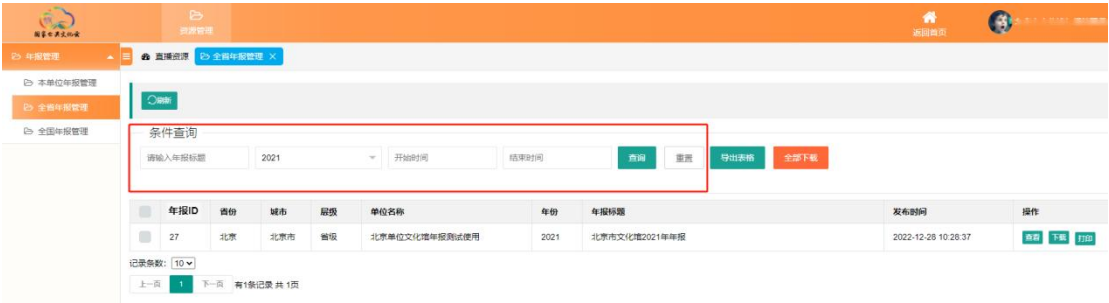 国家公共文化云
资源管理
返回首页
年报管理
直播资源 全省年报管理 ×
本单位年报管理
全省年报管理
全国年报管理
刷新
条件查询
请输入年报标题 2021 开始时间 结束时间 查询 重置 导出表格 全部下载
年报ID 省份 城市 层级 单位名称 年份 年报标题 发布时间 操作
27 北京 北京市 省级 北京单位文化馆年报测试使用 2021 北京市文化馆2021年年报 2022-12-28 10:28:37 查看 下载 打印
记录条数: 10
上一页 1 下一页 有1条记录 共 1页